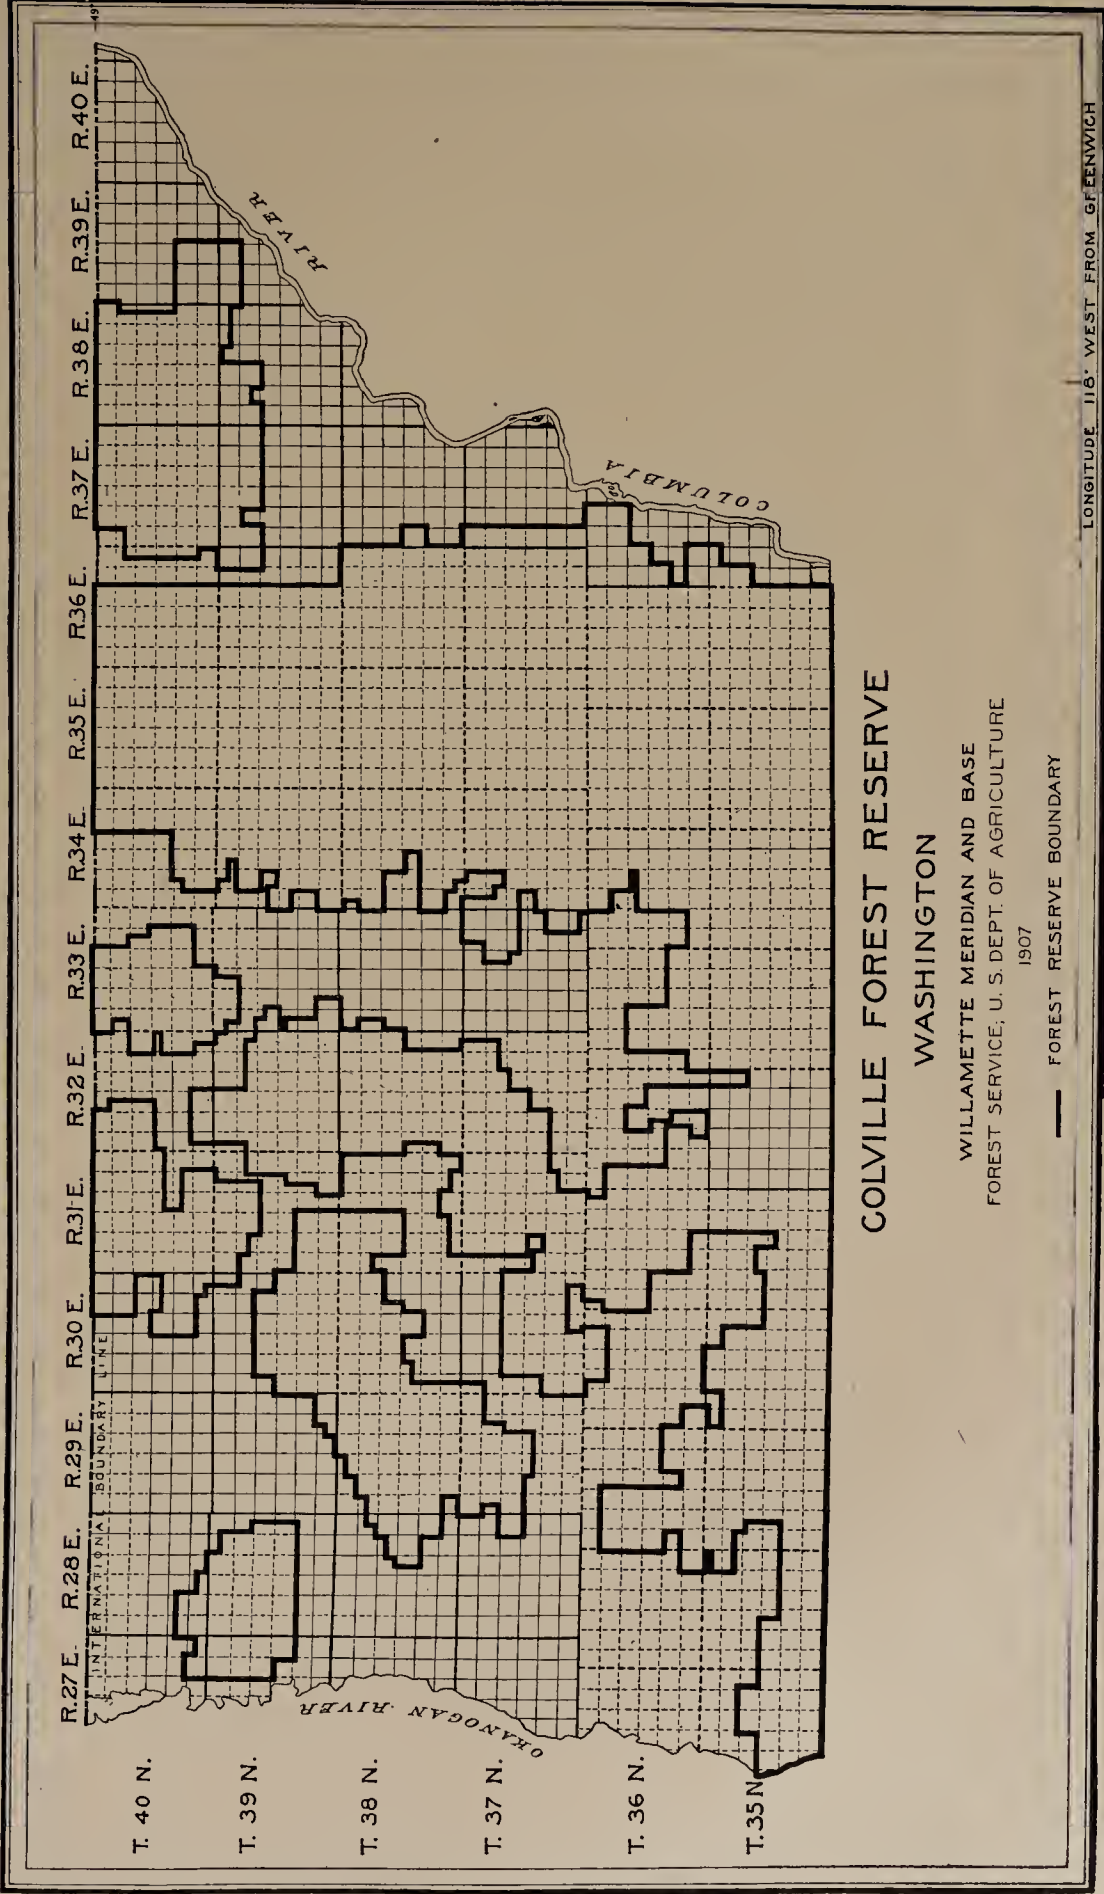 49°
R.27 E.
R.28 E.
R.29 E.
R.30 E.
R.31 E.
R.32 E.
R.33 E.
R.34 E.
R.35 E.
R.36 E.
R.37 E.
R.38 E.
R.39 E.
R.40 E.
INTERNATIONAL BOUNDARY LINE
T. 40 N.
T. 39 N.
T. 38 N.
T. 37 N.
T. 36 N.
T. 35 N
OKANOGAN RIVER
COLUMBIA
RIVER
COLVILLE FOREST RESERVE
WASHINGTON
WILLAMETTE MERIDIAN AND BASE
FOREST SERVICE, U. S. DEPT. OF AGRICULTURE
1907
FOREST RESERVE BOUNDARY
LONGITUDE 118° WEST FROM GREENWICH